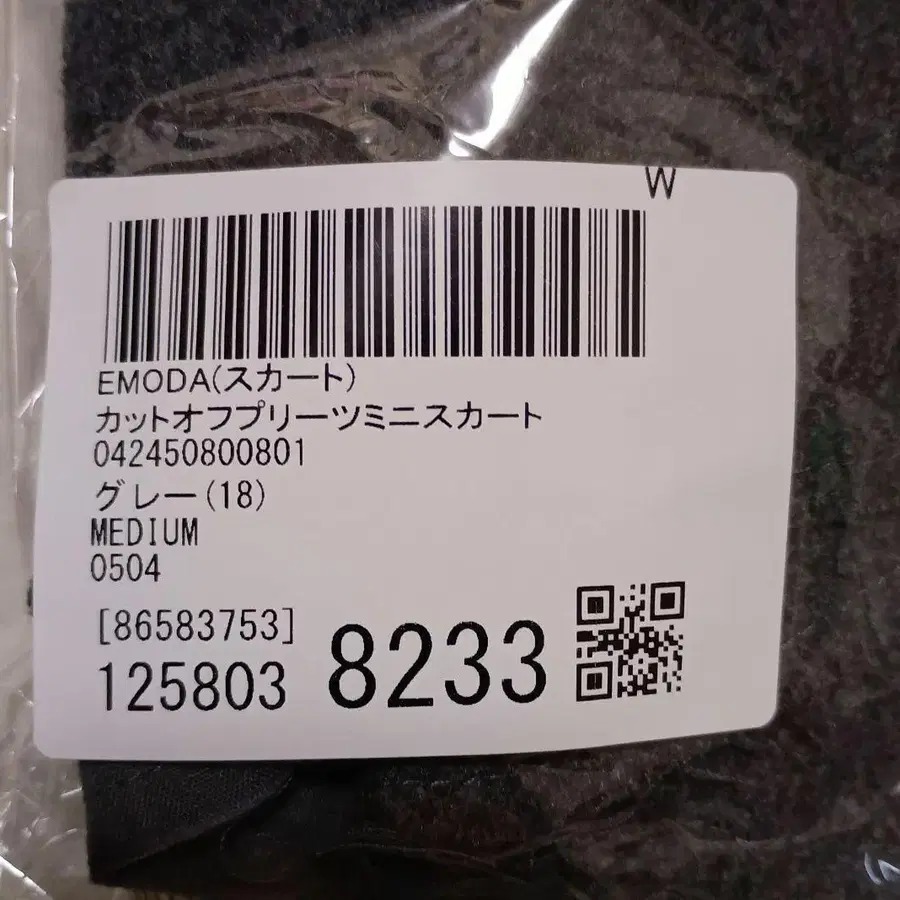 W
EMODA(スカート)
カットオフプリーツミニスカート
042450800801
グレー(18)
MEDIUM
0504
[86583753]
125803 8233